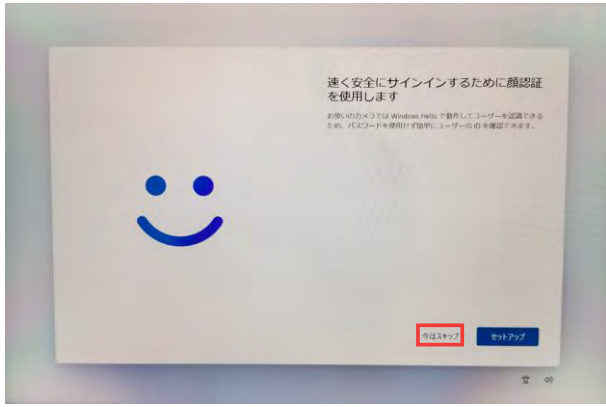 速く安全にサインインするために顔認証
を使用します
お使いのカメラでは Windows Hello で動作してユーザーを認識できる
ため、パスワードを使用せず簡単にユーザーの ID を確認できます。
今はスキップ
セットアップ